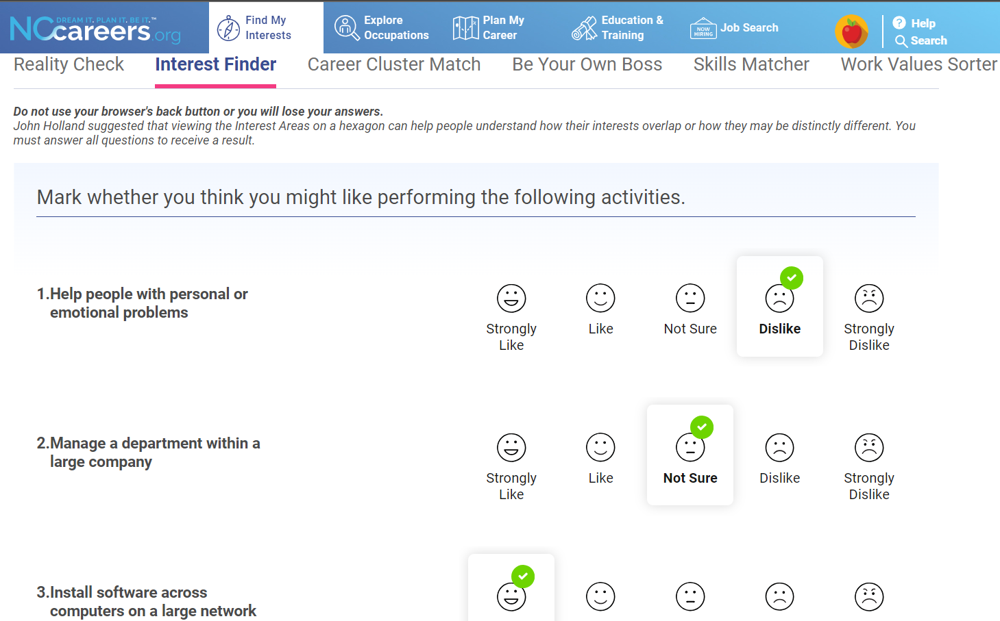 DREAM IT. PLAN IT. BE IT.™
NCcareers.org
Find My
Interests
Explore
Occupations
Plan My
Career
Education &
Training
NOW
HIRING
Job Search
? Help
Search
Reality Check
Interest Finder
Career Cluster Match
Be Your Own Boss
Skills Matcher
Work Values Sorter
Do not use your browser's back button or you will lose your answers.
John Holland suggested that viewing the Interest Areas on a hexagon can help people understand how their interests overlap or how they may be distinctly different. You
must answer all questions to receive a result.
Mark whether you think you might like performing the following activities.
1.Help people with personal or
emotional problems
Strongly
Like
Like
Not Sure
Dislike
Strongly
Dislike
2.Manage a department within a
large company
Strongly
Like
Like
Not Sure
Dislike
Strongly
Dislike
3.Install software across
computers on a large network